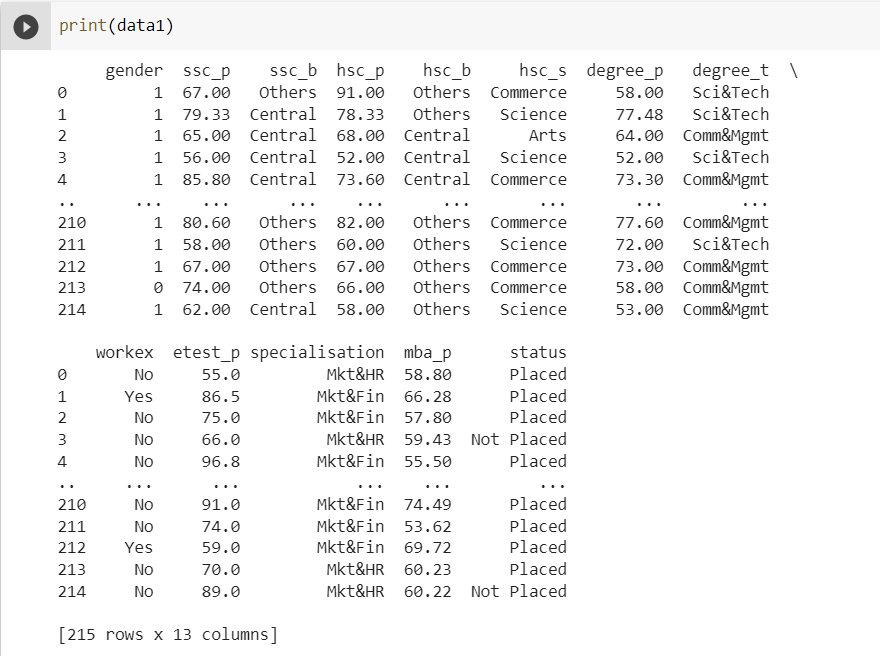 print(data1)
gender ssc_p ssc_b hsc_p hsc_b hsc_s degree_p degree_t \
0 1 67.00 Others 91.00 Others Commerce 58.00 Sci&Tech
1 1 79.33 Central 78.33 Others Science 77.48 Sci&Tech
2 1 65.00 Central 68.00 Central Arts 64.00 Comm&Mgmt
3 1 56.00 Central 52.00 Central Science 52.00 Sci&Tech
4 1 85.80 Central 73.60 Central Commerce 73.30 Comm&Mgmt
.. ... ... ... ... ... ... ... ...
210 1 80.60 Others 82.00 Others Commerce 77.60 Comm&Mgmt
211 1 58.00 Others 60.00 Others Science 72.00 Sci&Tech
212 1 67.00 Others 67.00 Others Commerce 73.00 Comm&Mgmt
213 0 74.00 Others 66.00 Others Commerce 58.00 Comm&Mgmt
214 1 62.00 Central 58.00 Others Science 53.00 Comm&Mgmt
workex etest_p specialisation mba_p status
0 No 55.0 Mkt&HR 58.80 Placed
1 Yes 86.5 Mkt&Fin 66.28 Placed
2 No 75.0 Mkt&Fin 57.80 Placed
3 No 66.0 Mkt&HR 59.43 Not Placed
4 No 96.8 Mkt&Fin 55.50 Placed
.. ... ... ... ... ...
210 No 91.0 Mkt&Fin 74.49 Placed
211 No 74.0 Mkt&Fin 53.62 Placed
212 Yes 59.0 Mkt&Fin 69.72 Placed
213 No 70.0 Mkt&HR 60.23 Placed
214 No 89.0 Mkt&HR 60.22 Not Placed
[215 rows x 13 columns]